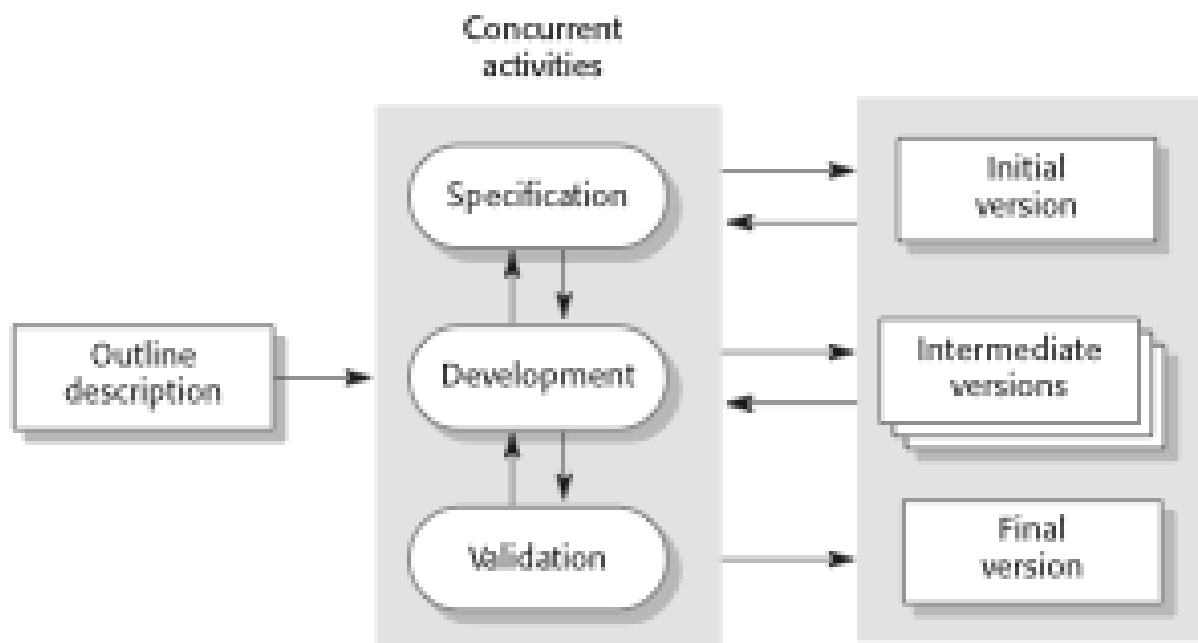 Concurrent
activities
Specification
Initial
version
Outline
description
Development
Intermediate
versions
Validation
Final
version